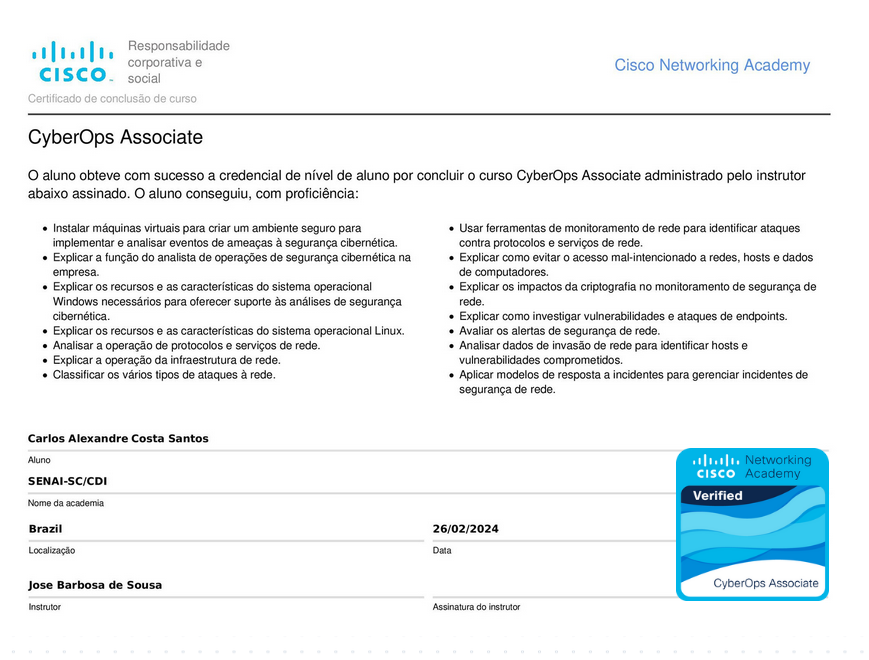 Responsabilidade
corporativa e
social
CISCO
Cisco Networking Academy
Certificado de conclusão de curso
CyberOps Associate
O aluno obteve com sucesso a credencial de nível de aluno por concluir o curso CyberOps Associate administrado pelo instrutor
abaixo assinado. O aluno conseguiu, com proficiência:
• Instalar máquinas virtuais para criar um ambiente seguro para
implementar e analisar eventos de ameaças à segurança cibernética.
• Explicar a função do analista de operações de segurança cibernética na
empresa.
• Explicar os recursos e as características do sistema operacional
Windows necessários para oferecer suporte às análises de segurança
cibernética.
• Explicar os recursos e as características do sistema operacional Linux.
• Analisar a operação de protocolos e serviços de rede.
• Explicar a operação da infraestrutura de rede.
• Classificar os vários tipos de ataques à rede.
• Usar ferramentas de monitoramento de rede para identificar ataques
contra protocolos e serviços de rede.
• Explicar como evitar o acesso mal-intencionado a redes, hosts e dados
de computadores.
• Explicar os impactos da criptografia no monitoramento de segurança de
rede.
• Explicar como investigar vulnerabilidades e ataques de endpoints.
• Avaliar os alertas de segurança de rede.
• Analisar dados de invasão de rede para identificar hosts e
vulnerabilidades comprometidos.
• Aplicar modelos de resposta a incidentes para gerenciar incidentes de
segurança de rede.
Carlos Alexandre Costa Santos
Aluno
SENAI-SC/CDI
Nome da academia
Brazil
Localização
26/02/2024
Data
Jose Barbosa de Sousa
Instrutor
Assinatura do instrutor
CISCO
Networking
Academy
Verified
CyberOps Associate